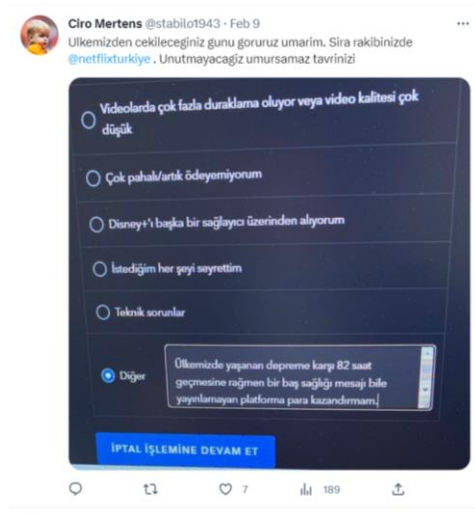 Ciro Mertens @stabilo1943 · Feb 9
Ulkemizden cekileceginiz gunu goruruz umarim. Sira rakibinizde
@netflixturkiye . Unutmayacagiz umursamaz tavrinizi
Videolarda çok fazla duraklama oluyor veya video kalitesi çok
düşük
Çok pahalı/artık ödeyemiyorum
Disney+'ı başka bir sağlayıcı üzerinden alıyorum
İstediğim her şeyi seyrettim
Teknik sorunlar
Diğer
Ülkemizde yaşanan depreme karşı 82 saat
geçmesine rağmen bir baş sağlığı mesajı bile
yayınlamayan platforma para kazandırmam.
İPTAL İŞLEMİNE DEVAM ET
7
189